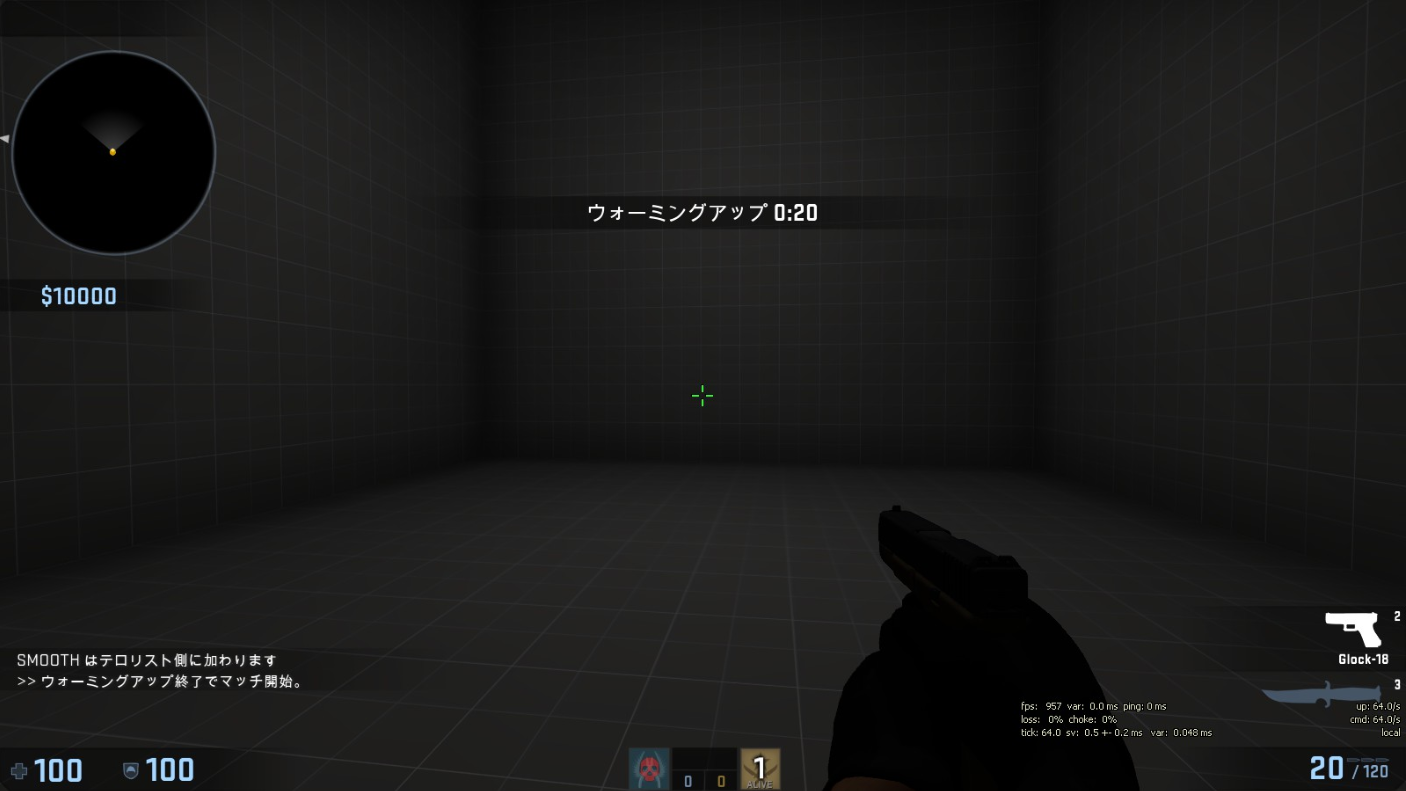 ウォーミングアップ 0:20
$10000
2
Glock-18
SMOOTH はテロリスト側に加わります
>> ウォーミングアップ終了でマッチ開始。
3
fps: 957 var: 0.0 ms ping: 0 ms
up: 64.0/s
loss: 0% choke: 0%
cmd: 64.0/s
tick: 64.0 sv: 0.5 +- 0.2 ms var: 0.048 ms
local
100
100
0
0
1
ALIVE
20 / 120